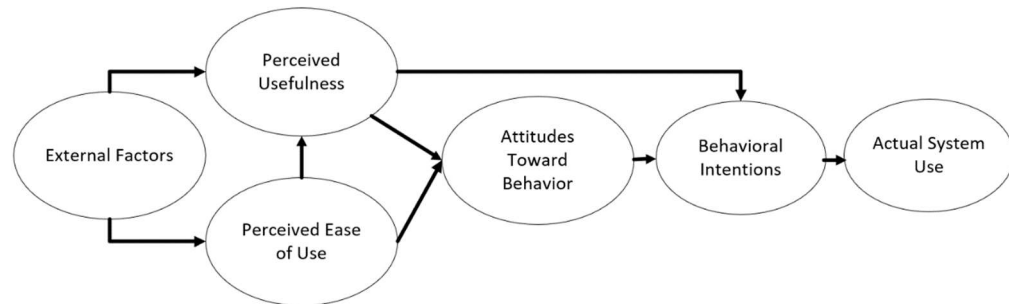 External Factors
Perceived
Usefulness
Perceived Ease
of Use
Attitudes
Toward
Behavior
Behavioral
Intentions
Actual System
Use